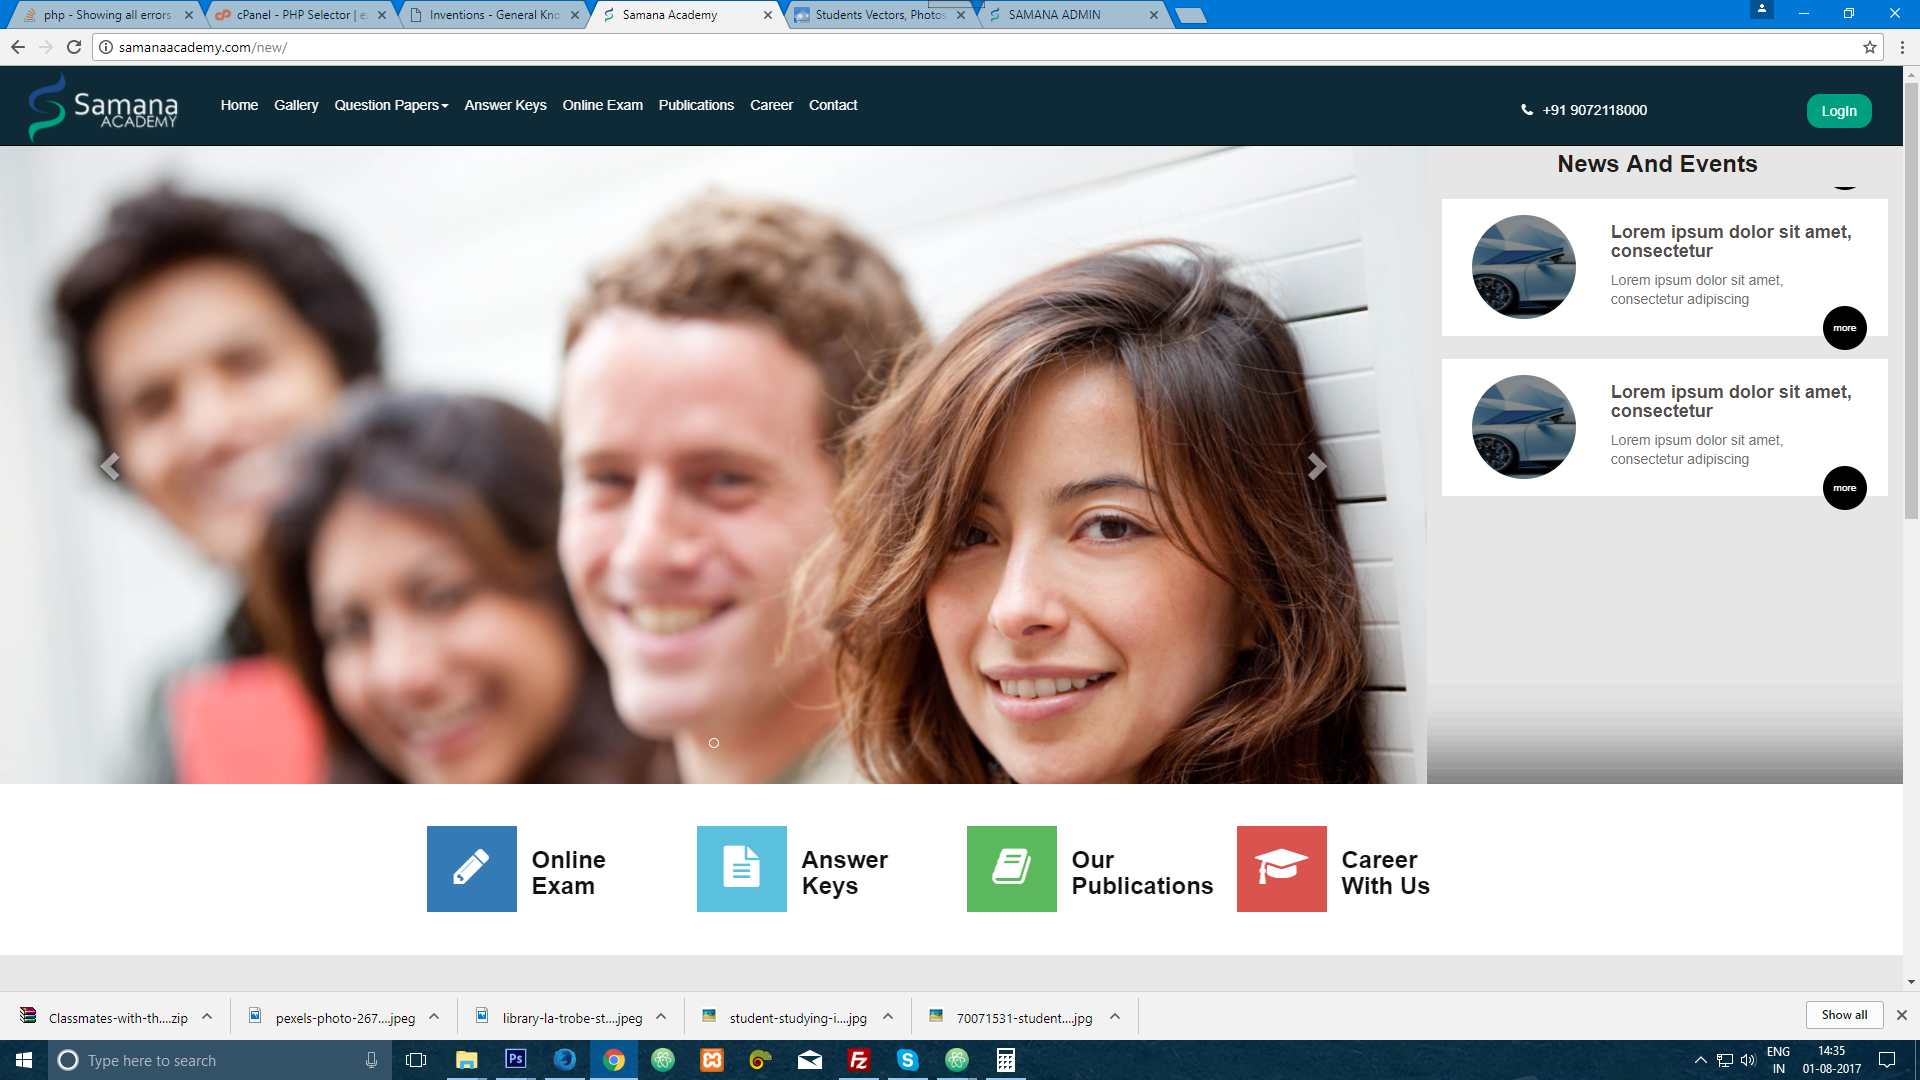 php - Showing all errors
cPanel - PHP Selector | e
Inventions - General Kno
Samana Academy
Students Vectors, Photos
SAMANA ADMIN
samanaacademy.com/new/
Samana
ACADEMY
Home
Gallery
Question Papers
Answer Keys
Online Exam
Publications
Career
Contact
+91 9072118000
LogIn
News And Events
Lorem ipsum dolor sit amet,
consectetur
Lorem ipsum dolor sit amet,
consectetur adipiscing
more
Lorem ipsum dolor sit amet,
consectetur
Lorem ipsum dolor sit amet,
consectetur adipiscing
more
Online
Exam
Answer
Keys
Our
Publications
Career
With Us
Classmates-with-th....zip
pexels-photo-267....jpeg
library-la-trobe-st....jpeg
student-studying-i....jpg
70071531-student....jpg
Show all
Type here to search
ENG
IN
14:35
01-08-2017